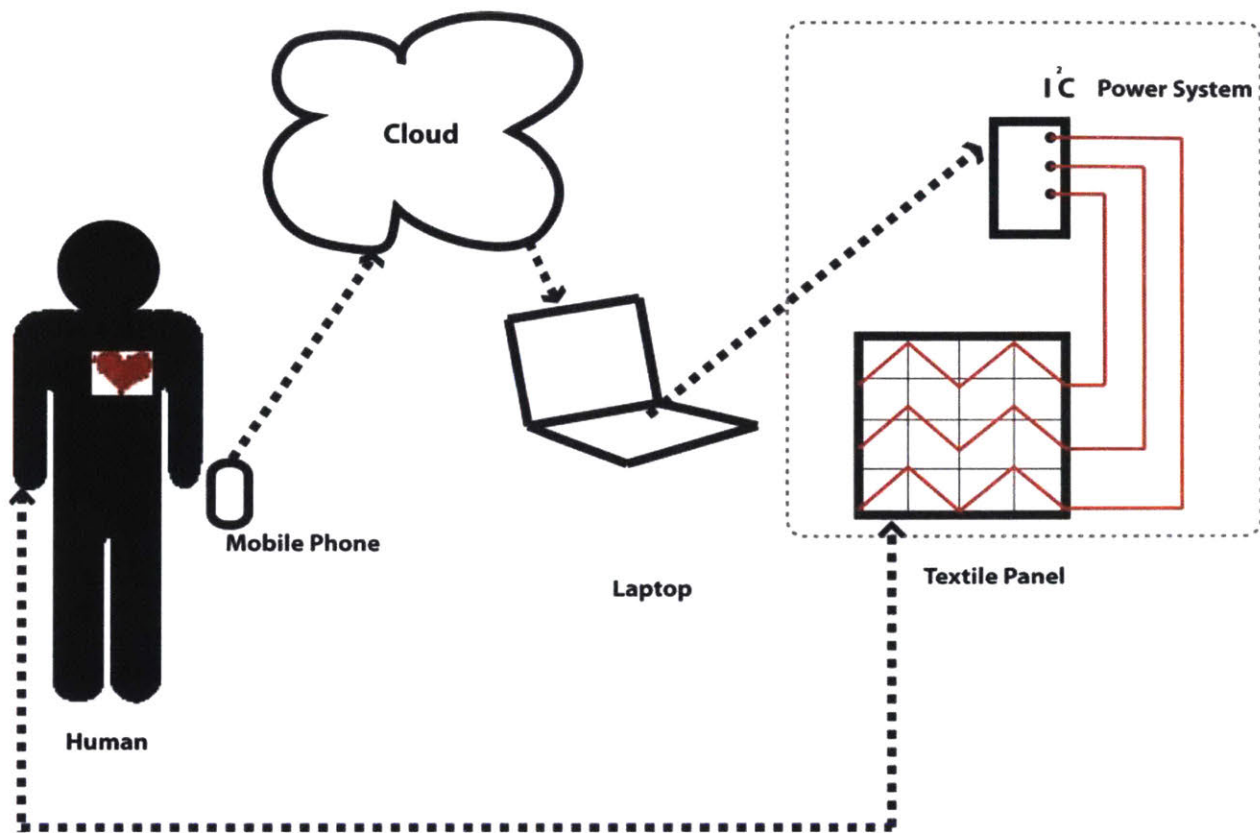 I²C Power System
Cloud
Mobile Phone
Textile Panel
Laptop
Human